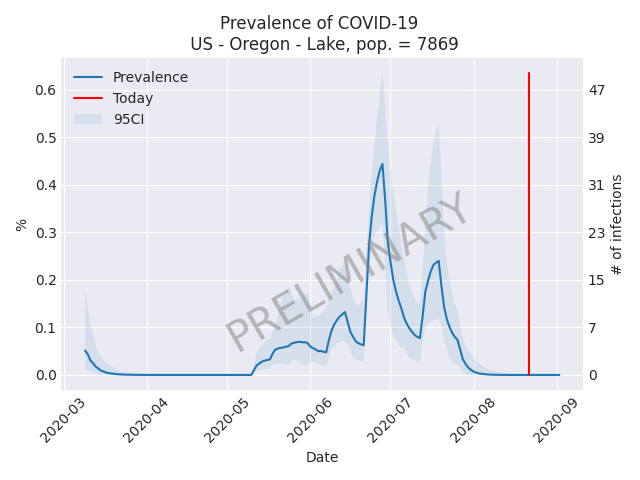 Prevalence of COVID-19
US - Oregon - Lake, pop. = 7869
Prevalence
Today
95CI
PRELIMINARY
%
0.6
0.5
0.4
0.3
0.2
0.1
0.0
47
39
31
23
15
7
0
# of infections
2020-03
2020-04
2020-05
2020-06
2020-07
2020-08
2020-09
Date